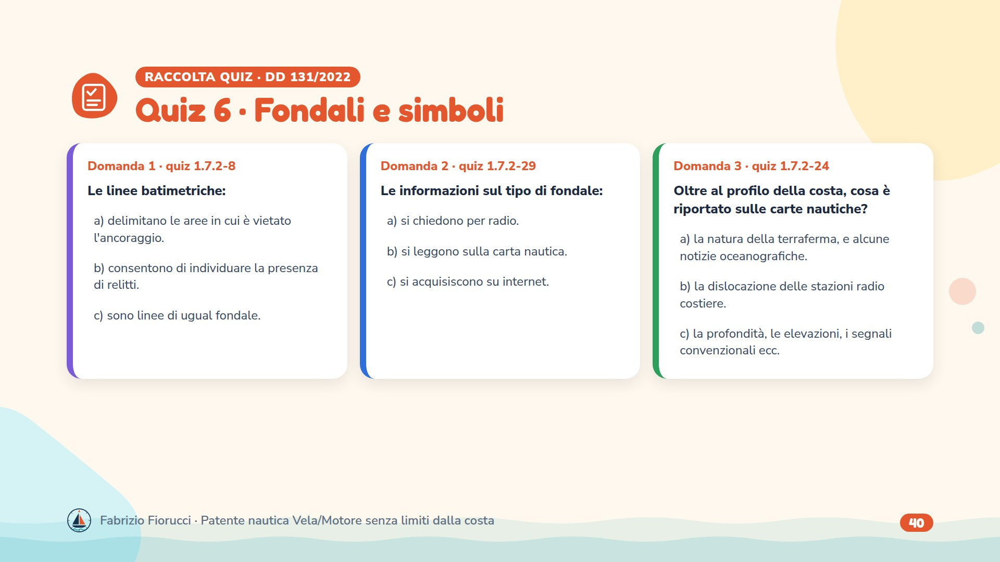 RACCOLTA QUIZ · DD 131/2022
Quiz 6 · Fondali e simboli
Domanda 1 · quiz 1.7.2-8
Le linee batimetriche:
a) delimitano le aree in cui è vietato
l'ancoraggio.
b) consentono di individuare la presenza
di relitti.
c) sono linee di ugual fondale.
Domanda 2 · quiz 1.7.2-29
Le informazioni sul tipo di fondale:
a) si chiedono per radio.
b) si leggono sulla carta nautica.
c) si acquisiscono su internet.
Domanda 3 · quiz 1.7.2-24
Oltre al profilo della costa, cosa è
riportato sulle carte nautiche?
a) la natura della terraferma, e alcune
notizie oceanografiche.
b) la dislocazione delle stazioni radio
costiere.
c) la profondità, le elevazioni, i segnali
convenzionali ecc.
Fabrizio Fiorucci · Patente nautica Vela/Motore senza limiti dalla costa
40